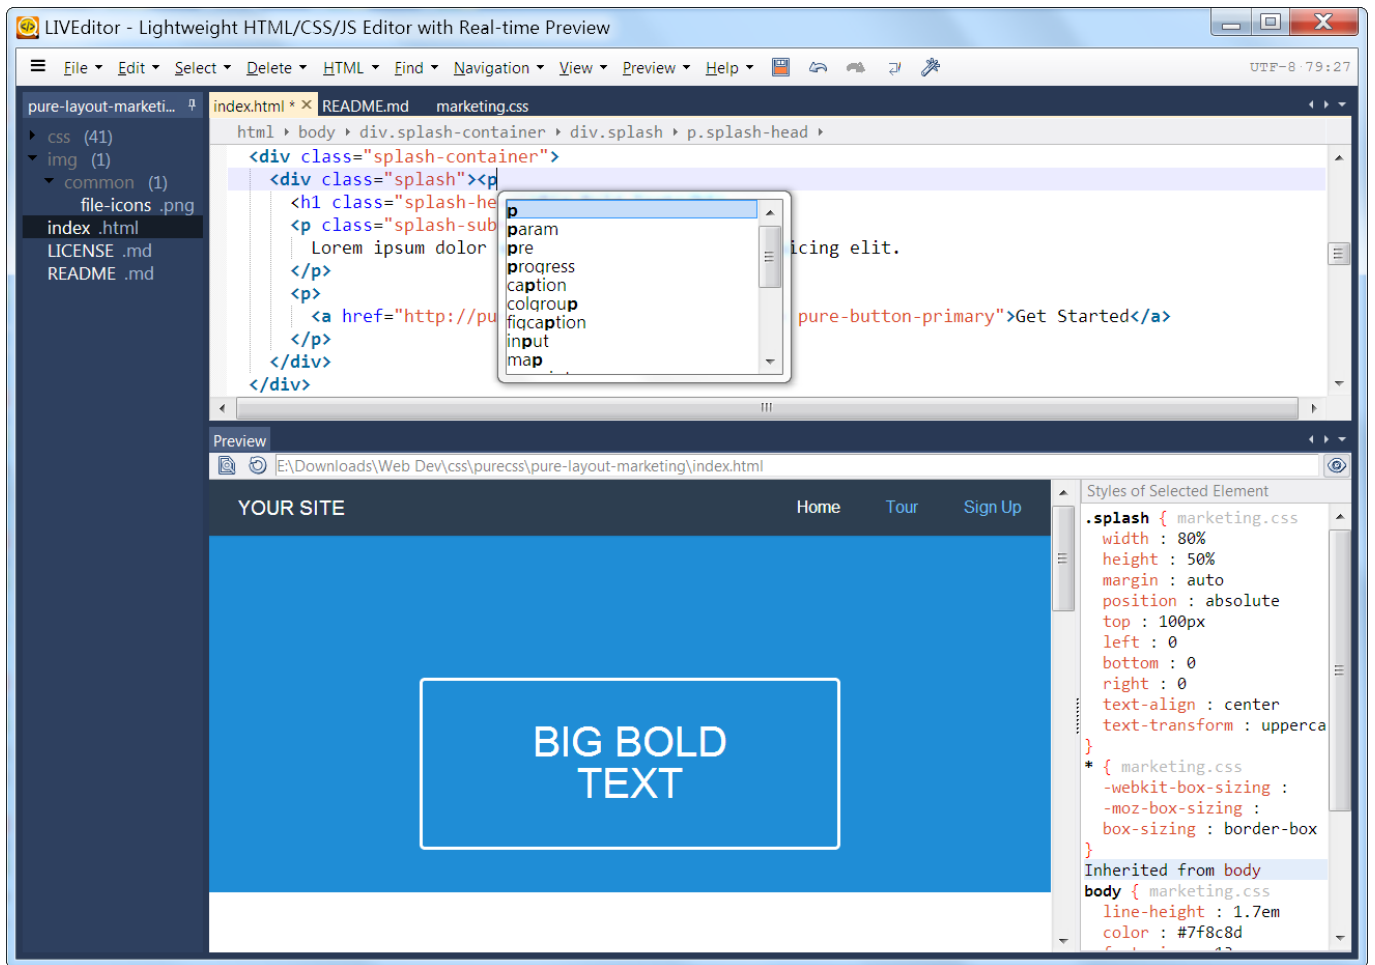 LIVEditor - Lightweight HTML/CSS/JS Editor with Real-time Preview
File Edit Select Delete HTML Find Navigation View Preview Help UTF-8 79:27
pure-layout-marketi...
css (41)
img (1)
common (1)
file-icons .png
index .html
LICENSE .md
README .md
index.html * × README.md marketing.css
html › body › div.splash-container › div.splash › p.splash-head ›
<div class="splash-container">
<div class="splash"><p
<h1 class="splash-he
<p class="splash-sub
Lorem ipsum dolor icing elit.
</p>
<p>
<a href="http://pu pure-button-primary">Get Started</a>
</p>
</div>
</div>
p
param
pre
progress
caption
colgroup
figcaption
input
map
Preview
E:\Downloads\Web Dev\css\purecss\pure-layout-marketing\index.html
YOUR SITE Home Tour Sign Up
BIG BOLD
TEXT
Styles of Selected Element
.splash { marketing.css
width : 80%
height : 50%
margin : auto
position : absolute
top : 100px
left : 0
bottom : 0
right : 0
text-align : center
text-transform : upperca
}
* { marketing.css
-webkit-box-sizing :
-moz-box-sizing :
box-sizing : border-box
}
Inherited from body
body { marketing.css
line-height : 1.7em
color : #7f8c8d